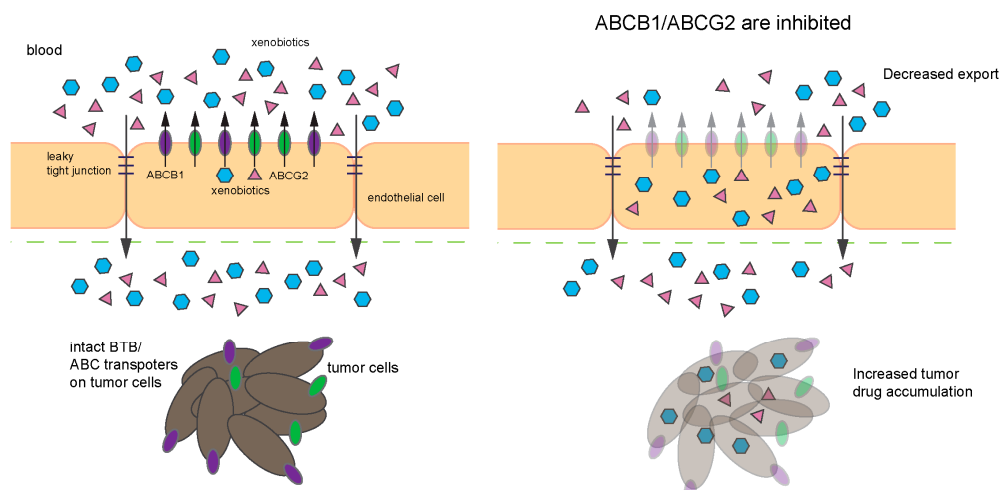 ABCB1/ABCG2 are inhibited
blood
xenobiotics
Decreased export
leaky
tight junction
ABCB1
xenobiotics
ABCG2
endothelial cell
intact BTB/
ABC transpoters
on tumor cells
tumor cells
Increased tumor
drug accumulation